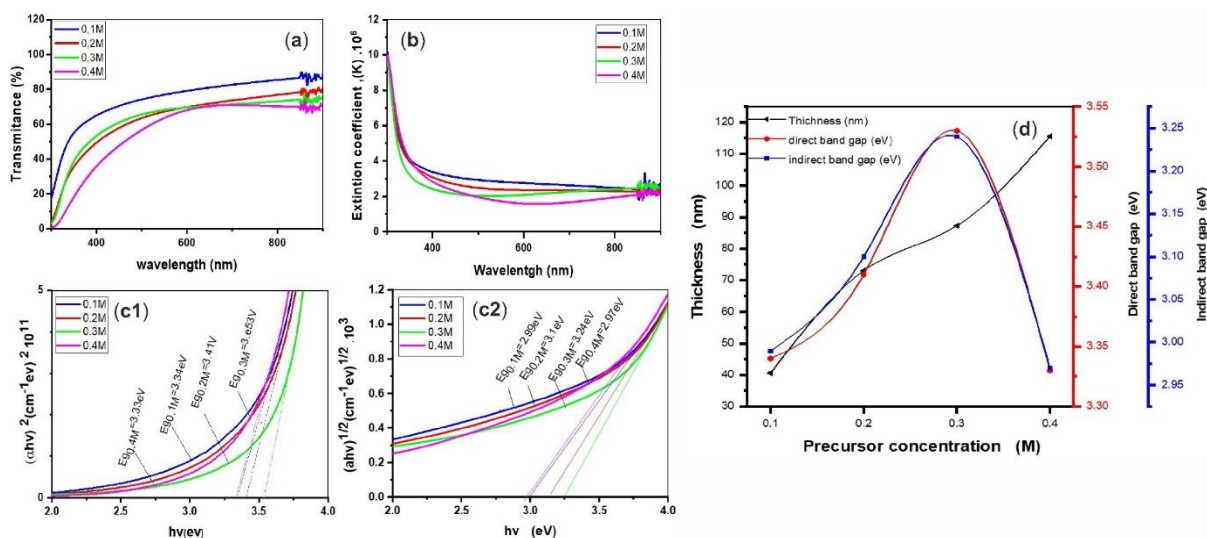 (a)
0,1M
0,2M
0,3M
0,4M
Transmitance (%)
120
100
80
60
40
20
0
400
600
800
wavelength (nm)
(b)
0.1M
0.2M
0.3M
0.4M
Extintion coefficient ,(K) .10⁶
12
10
8
6
4
2
0
400
600
800
Wavelentgh (nm)
(c1)
0.1M
0.2M
0.3M
0.4M
(αhv) ²(cm⁻¹ev) ² 10¹¹
5
0
Eg0.4M=3.33eV
Eg0.1M=3.34eV
Eg0.2M=3.41V
Eg0.3M=3.e53V
2.0
2.5
3.0
3.5
4.0
hv(ev)
(c2)
0.1M
0.2M
0.3M
0.4M
(ahv)¹/²(cm⁻¹ev)¹/² .10³
1.2
0.9
0.6
0.3
0.0
Eg0.1M=2.99eV
Eg0.2M=3.1eV
Eg0.3M=3.24eV
Eg0.4M=2.97eV
2.0
2.5
3.0
3.5
4.0
hv (eV)
(d)
Thickness (nm)
direct band gap (eV)
indirect band gap (eV)
Thickness (nm)
120
110
100
90
80
70
60
50
40
30
0.1
0.2
0.3
0.4
Precursor concentration (M)
3.55
3.50
3.45
3.40
3.35
3.30
Direct band gap (eV)
3.25
3.20
3.15
3.10
3.05
3.00
2.95
Indirect band gap (eV)